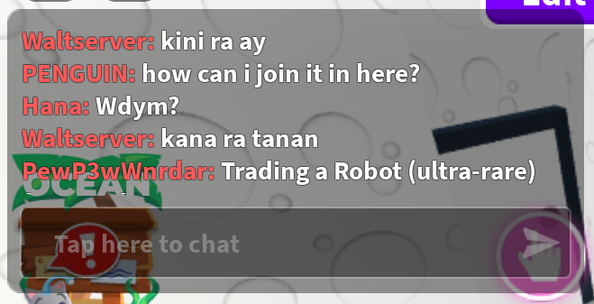 Edit
Waltserver: kini ra ay
PENGUIN: how can i join it in here?
Hana: Wdym?
Waltserver: kana ra tanan
PewP3wWnrdar: Trading a Robot (ultra-rare)
OCEAN
Tap here to chat